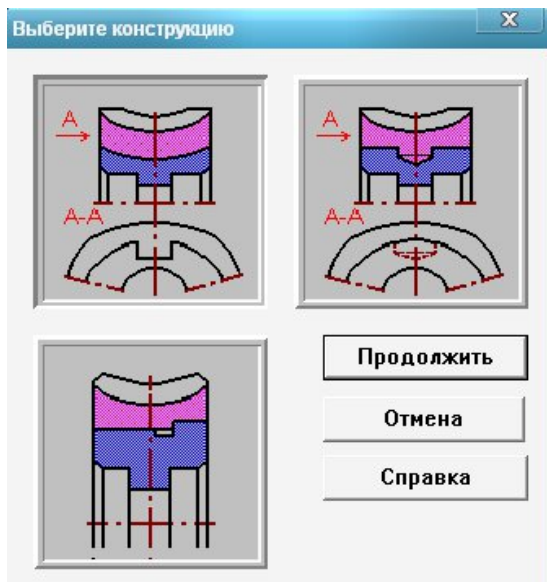 Выберите конструкцию
A
A-A
A
A-A
Продолжить
Отмена
Справка